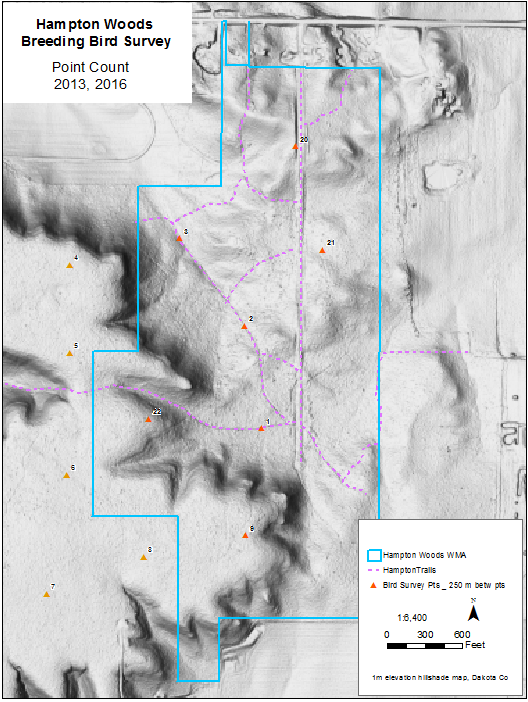 Hampton Woods
Breeding Bird Survey
Point Count
2013, 2016
20
3
21
4
2
5
22
1
6
9
8
7
Hampton Woods WMA
HamptonTrails
Bird Survey Pts _ 250 m betw pts
N
1:6,400
0 300 600
Feet
1m elevation hillshade map, Dakota Co